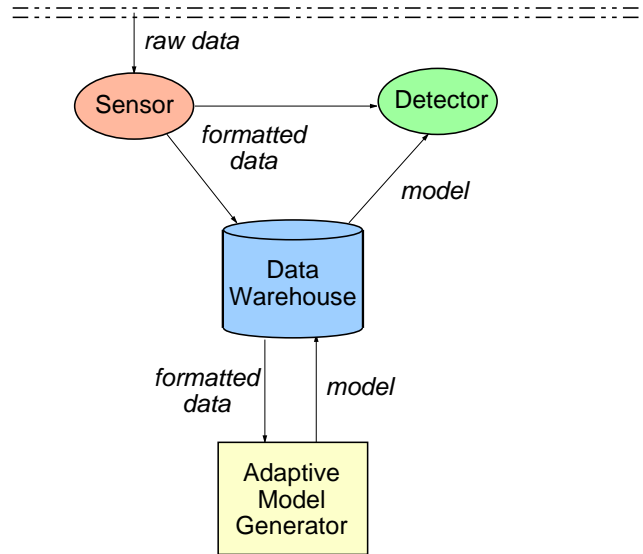 raw data
Sensor
Detector
formatted
data
model
Data
Warehouse
formatted
data
model
Adaptive
Model
Generator